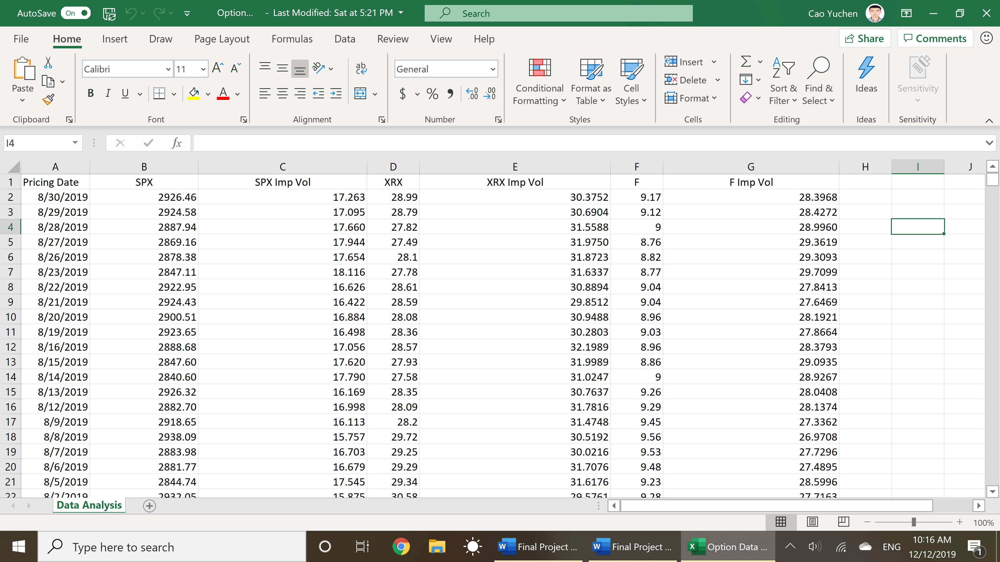 AutoSave On Option... - Last Modified: Sat at 5:21 PM Search Cao Yuchen
File Home Insert Draw Page Layout Formulas Data Review View Help Share Comments
Paste
Calibri 11
General
Conditional Formatting
Format as Table
Cell Styles
Insert
Delete
Format
Sort & Filter
Find & Select
Ideas
Sensitivity
Clipboard Font Alignment Number Styles Cells Editing Ideas Sensitivity
I4 fx
A B C D E F G H I J
1 Pricing Date SPX SPX Imp Vol XRX XRX Imp Vol F F Imp Vol
2 8/30/2019 2926.46 17.263 28.99 30.3752 9.17 28.3968
3 8/29/2019 2924.58 17.095 28.79 30.6904 9.12 28.4272
4 8/28/2019 2887.94 17.660 27.82 31.5588 9 28.9960
5 8/27/2019 2869.16 17.944 27.49 31.9750 8.76 29.3619
6 8/26/2019 2878.38 17.654 28.1 31.8723 8.82 29.3093
7 8/23/2019 2847.11 18.116 27.78 31.6337 8.77 29.7099
8 8/22/2019 2922.95 16.626 28.61 30.8894 9.04 27.8413
9 8/21/2019 2924.43 16.422 28.59 29.8512 9.04 27.6469
10 8/20/2019 2900.51 16.884 28.08 30.9488 8.96 28.1921
11 8/19/2019 2923.65 16.498 28.36 30.2803 9.03 27.8664
12 8/16/2019 2888.68 17.056 28.57 32.1989 8.96 28.3793
13 8/15/2019 2847.60 17.620 27.93 31.9989 8.86 29.0935
14 8/14/2019 2840.60 17.790 27.58 31.0247 9 28.9267
15 8/13/2019 2926.32 16.169 28.35 30.7637 9.26 28.0408
16 8/12/2019 2882.70 16.998 28.09 31.7816 9.29 28.1374
17 8/9/2019 2918.65 16.113 28.2 31.4748 9.45 27.3362
18 8/8/2019 2938.09 15.757 29.72 30.5192 9.56 26.9708
19 8/7/2019 2883.98 16.703 29.25 30.0216 9.53 27.7296
20 8/6/2019 2881.77 16.679 29.29 31.7076 9.48 27.4895
21 8/5/2019 2844.74 17.545 29.34 31.6176 9.23 28.5996
22 8/2/2019 2932.05 15.875 30.58 29.5761 9.28 27.7163
Data Analysis
100%
Type here to search Final Project ... Final Project ... Option Data ... ENG 10:16 AM 1
12/12/2019